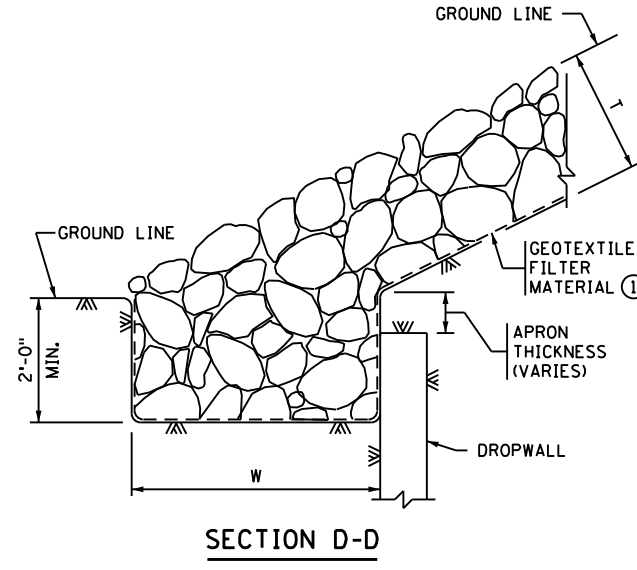 GROUND LINE
T
GROUND LINE
GEOTEXTILE
FILTER
MATERIAL 1
2'-0"
MIN.
APRON
THICKNESS
(VARIES)
DROPWALL
W
SECTION D-D